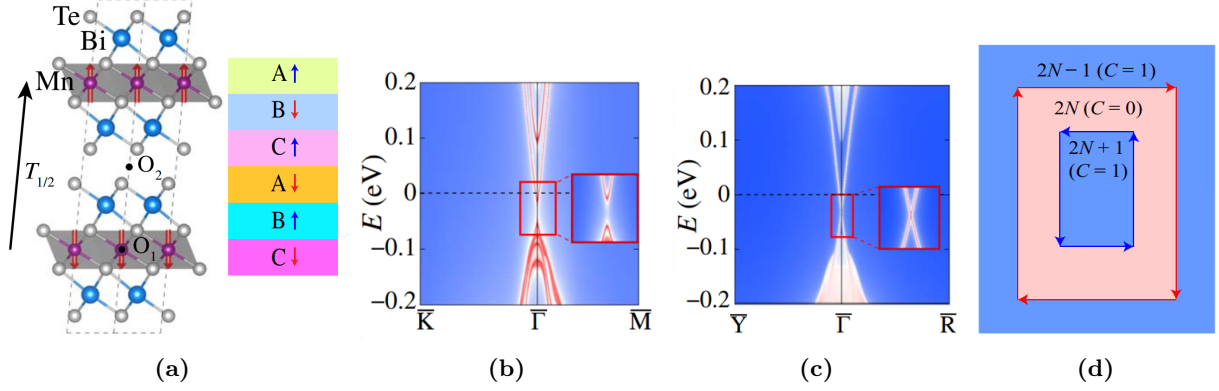 Te
Bi
Mn
T1/2
O2
O1
A↑
B↓
C↑
A↓
B↑
C↓
(a)
E (eV)
0.2
0.1
0
−0.1
−0.2
K̅
Γ̅
M̅
(b)
E (eV)
0.2
0.1
0
−0.1
−0.2
Y̅
Γ̅
R̅
(c)
2N−1 (C=1)
2N (C=0)
2N+1
(C=1)
(d)